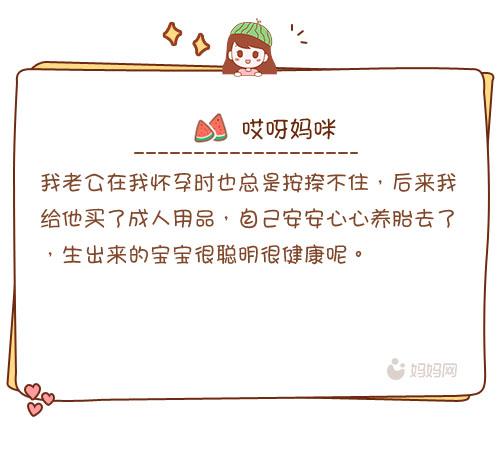 哎呀妈咪
我老公在我怀孕时也总是按捺不住，后来我
给他买了成人用品，自己安安心心养胎去了
，生出来的宝宝很聪明很健康呢。
妈妈网